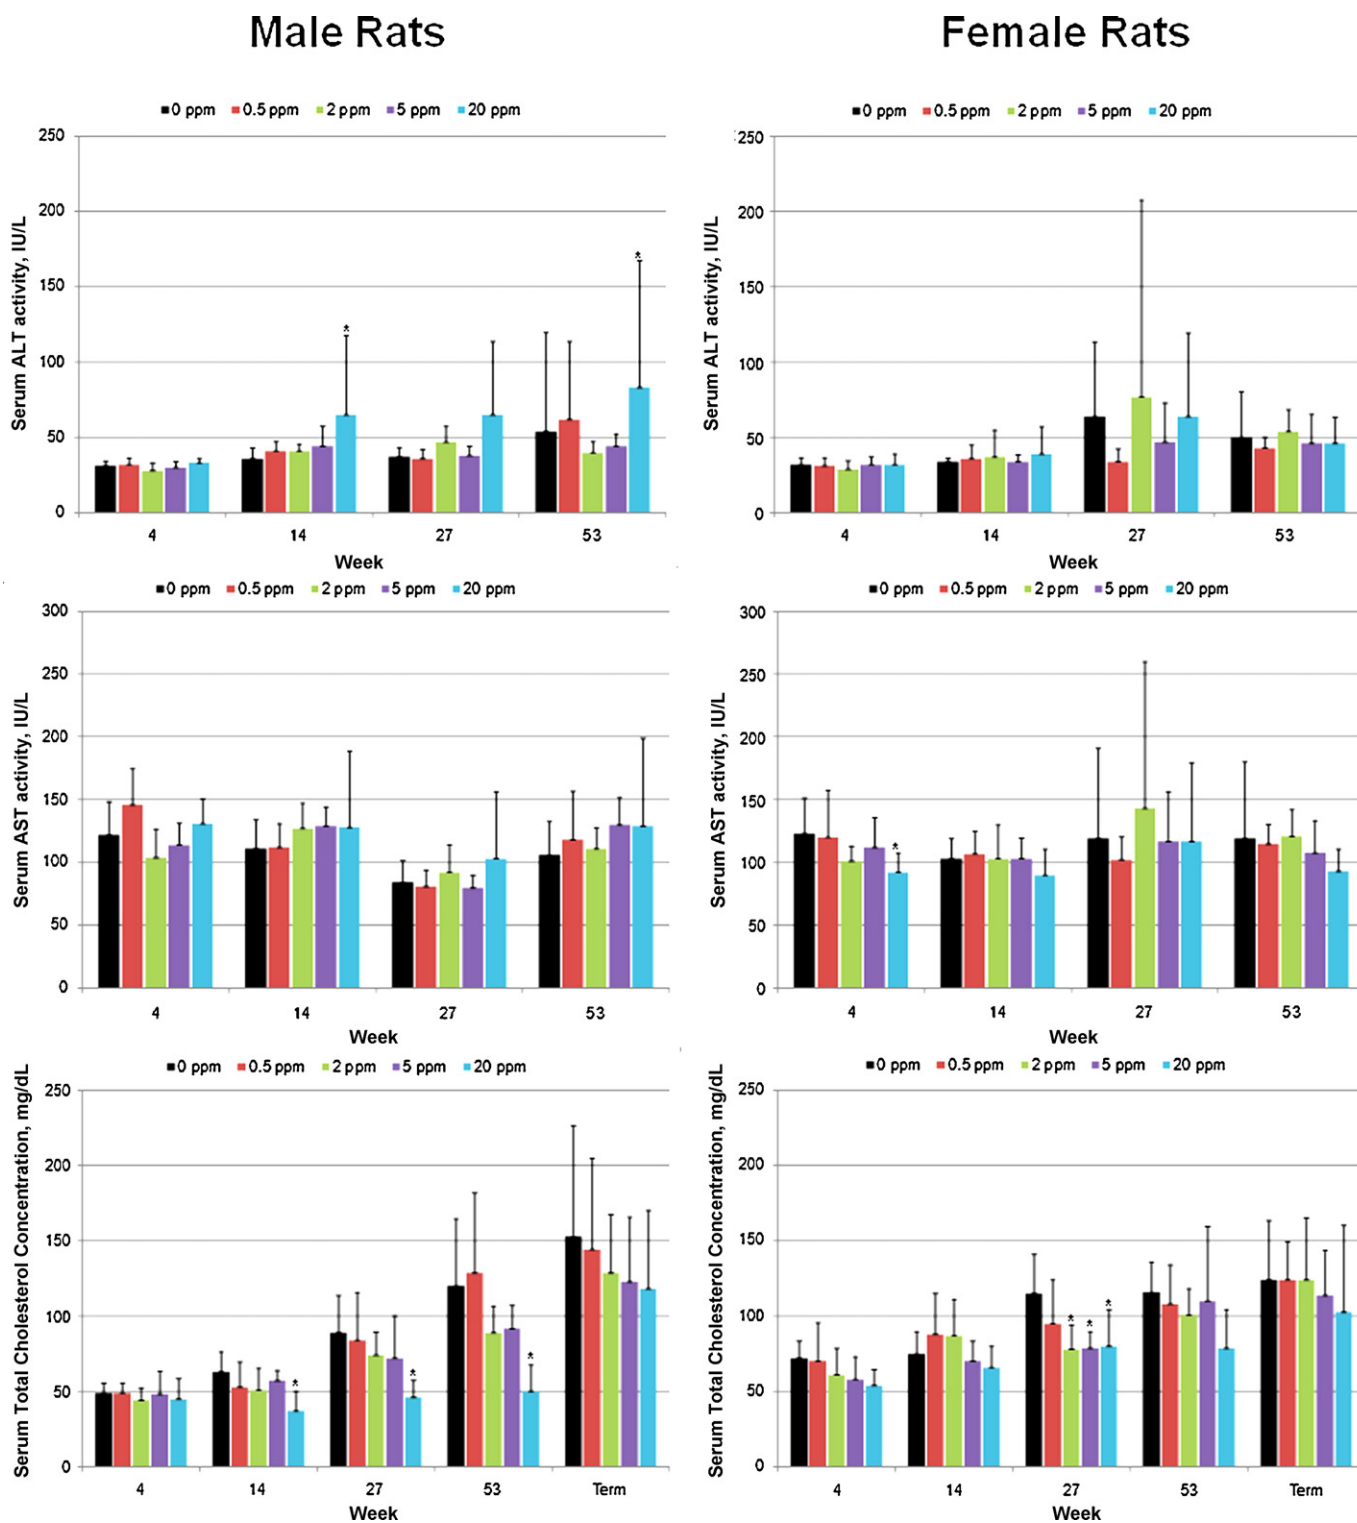 Male Rats
Female Rats
0 ppm 0.5 ppm 2 ppm 5 ppm 20 ppm
Serum ALT activity, IU/L
250
200
150
100
50
0
*
*
4 14 27 53
Week
0 ppm 0.5 ppm 2 ppm 5 ppm 20 ppm
Serum ALT activity, IU/L
250
200
150
100
50
0
4 14 27 53
Week
0 ppm 0.5 ppm 2 ppm 5 ppm 20 ppm
Serum AST activity, IU/L
300
250
200
150
100
50
0
4 14 27 53
Week
0 ppm 0.5 ppm 2 ppm 5 ppm 20 ppm
Serum AST activity, IU/L
300
250
200
150
100
50
0
*
4 14 27 53
Week
0 ppm 0.5 ppm 2 ppm 5 ppm 20 ppm
Serum Total Cholesterol Concentration, mg/dL
250
200
150
100
50
0
* * *
4 14 27 53 Term
Week
0 ppm 0.5 ppm 2 ppm 5 ppm 20 ppm
Serum Total Cholesterol Concentration, mg/dL
250
200
150
100
50
0
* * *
4 14 27 53 Term
Week